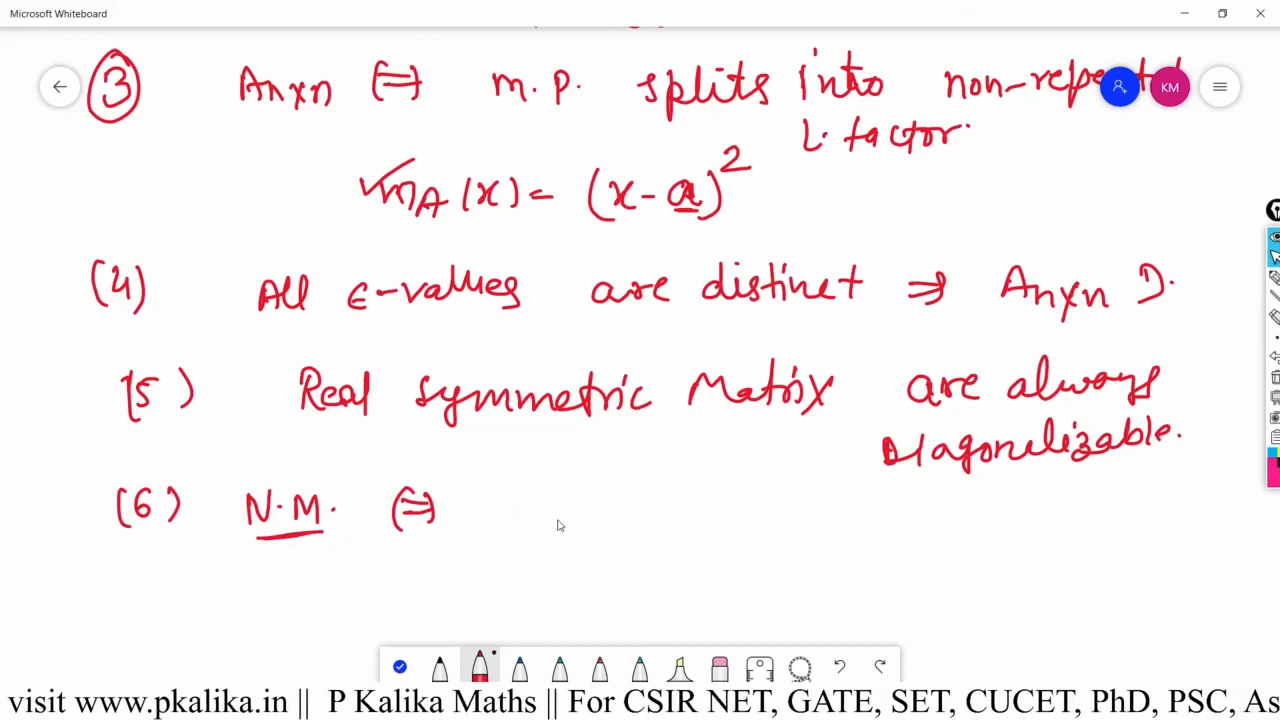 Microsoft Whiteboard
(3) An×n ⇔ m.p. splits into non-repeated
L. factor.
✓mA(x) = (x-a)²
(4) All e-values are distinct ⇒ An×n D.
(5) Real symmetric Matrix are always
Diagonelizable.
(6) N.M. ⇔
KM
visit www.pkalika.in || P Kalika Maths || For CSIR NET, GATE, SET, CUCET, PhD, PSC, As